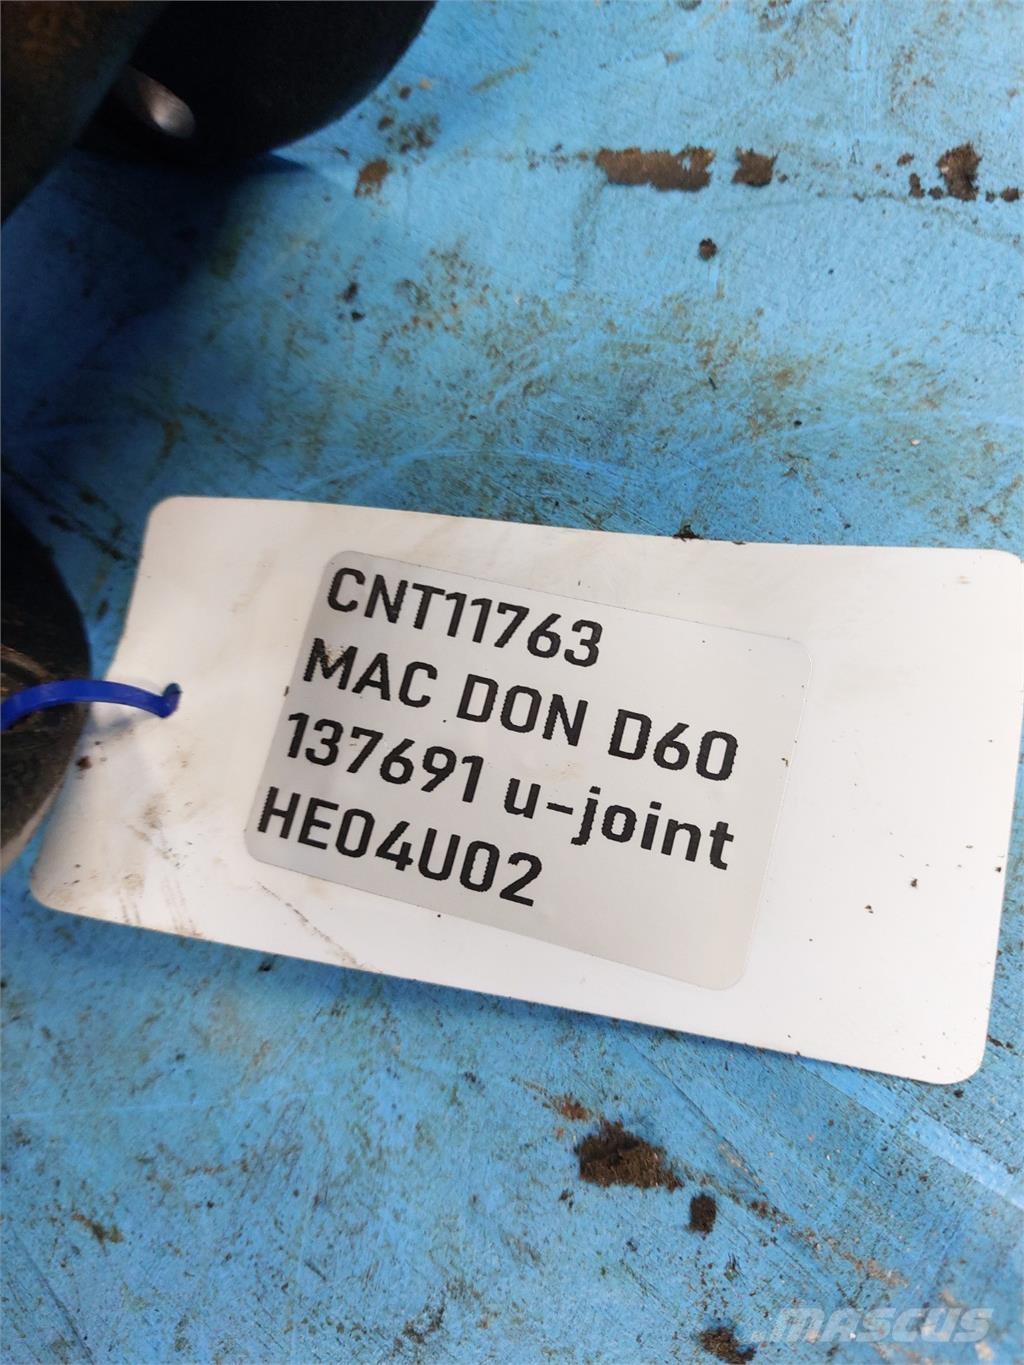 CNT11763
MAC DON D60
137691 u-joint
HE04U02
MASCUS